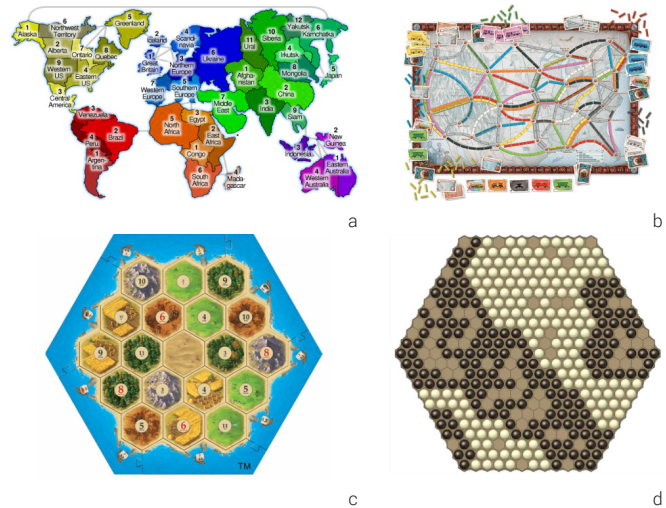 5
Greenland
12
Yakutsk
6
Kamchatka
1
Alaska
6
Northwest
Territory
2
Iceland
4
Scandi-
navia
11
Ural
10
Siberia
4
Irkutsk
2
Alberta
7
Ontario
8
Quebec
Great
Britain
3
Northern
Europe
6
Ukraine
8
Mongolia
5
Japan
9
Western
US
4
Eastern
US
7
Western
Europe
5
Southern
Europe
1
Afgha-
nistan
2
China
3
Central
America
7
Middle
East
3
India
9
Siam
3
Venezuela
2
Brazil
4
Peru
1
Argen-
tina
5
North
Africa
3
Egypt
2
East
Africa
1
Congo
6
South
Africa
4
Mada-
gascar
2
New
Guinea
3
Indonesia
1
Eastern
Australia
4
Western
Australia
a
b
10
9
6
4
10
9
11
8
8
4
5
5
6
11
TM
c
d